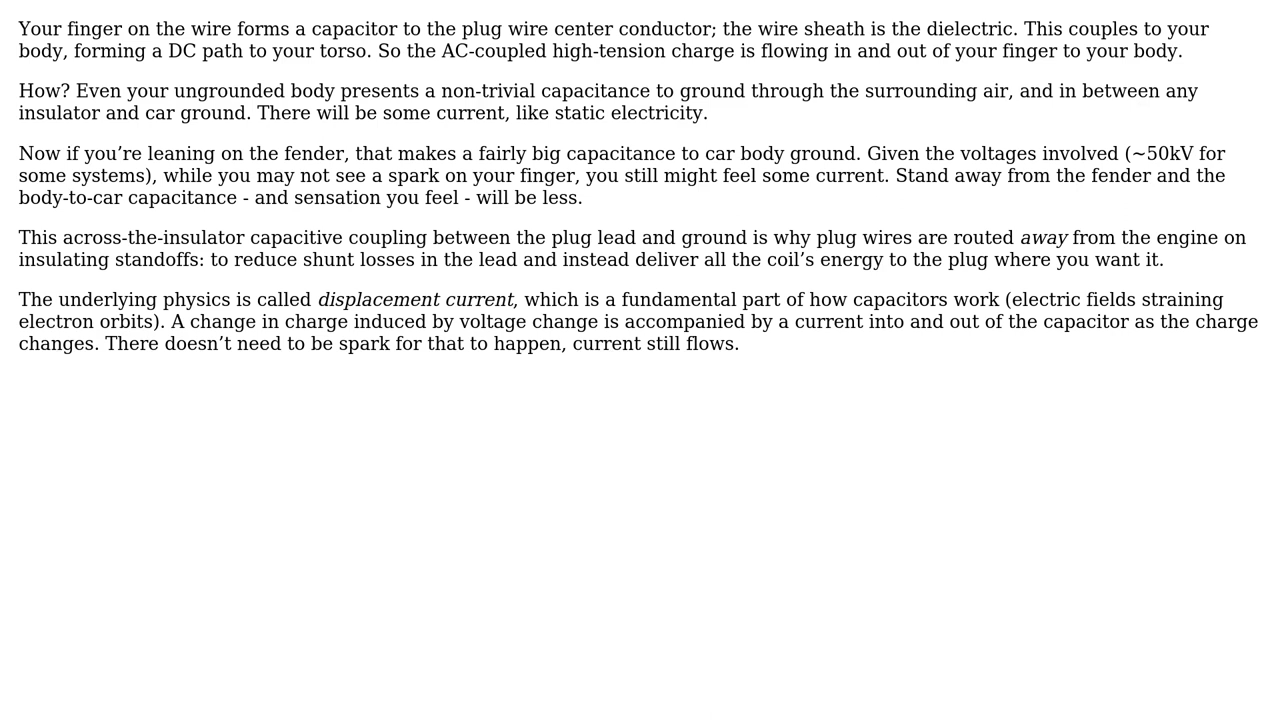 Your finger on the wire forms a capacitor to the plug wire center conductor; the wire sheath is the dielectric. This couples to your
body, forming a DC path to your torso. So the AC-coupled high-tension charge is flowing in and out of your finger to your body.
How? Even your ungrounded body presents a non-trivial capacitance to ground through the surrounding air, and in between any
insulator and car ground. There will be some current, like static electricity.
Now if you’re leaning on the fender, that makes a fairly big capacitance to car body ground. Given the voltages involved (~50kV for
some systems), while you may not see a spark on your finger, you still might feel some current. Stand away from the fender and the
body-to-car capacitance - and sensation you feel - will be less.
This across-the-insulator capacitive coupling between the plug lead and ground is why plug wires are routed away from the engine on
insulating standoffs: to reduce shunt losses in the lead and instead deliver all the coil’s energy to the plug where you want it.
The underlying physics is called displacement current, which is a fundamental part of how capacitors work (electric fields straining
electron orbits). A change in charge induced by voltage change is accompanied by a current into and out of the capacitor as the charge
changes. There doesn’t need to be spark for that to happen, current still flows.